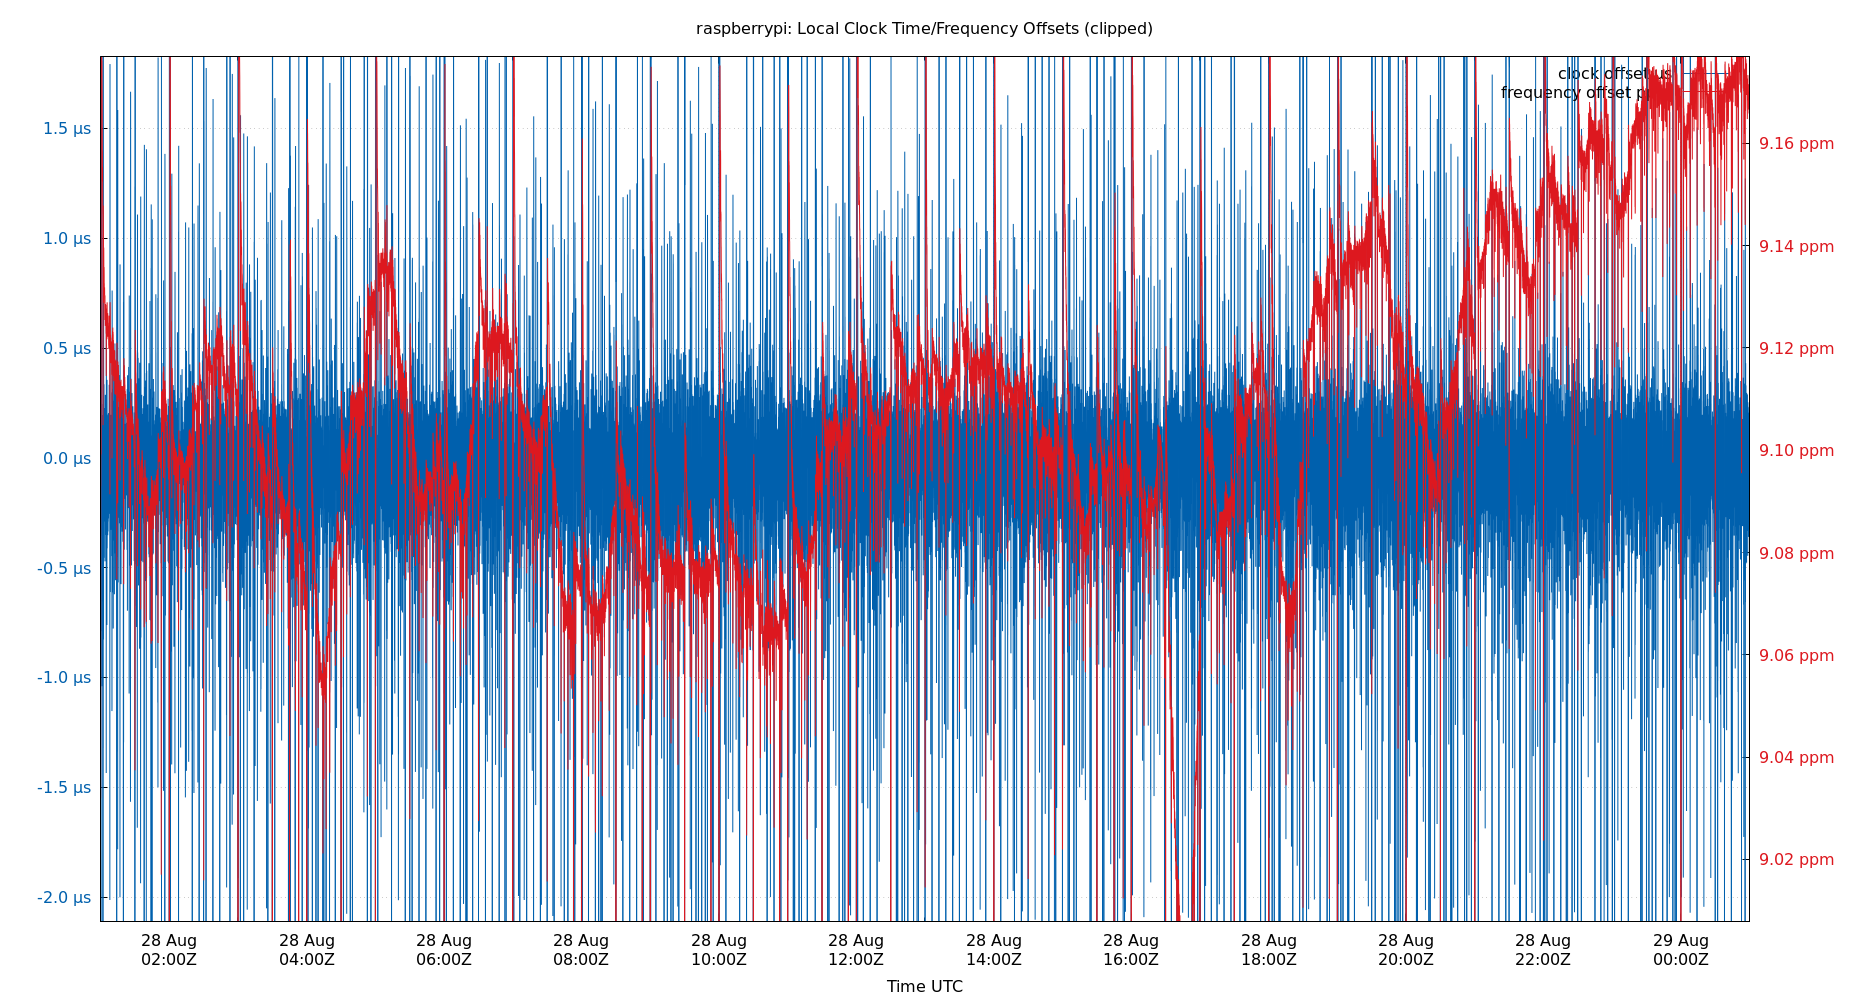 raspberrypi: Local Clock Time/Frequency Offsets (clipped)
clock offset us
frequency offset
1.5 µs
1.0 µs
0.5 µs
0.0 µs
-0.5 µs
-1.0 µs
-1.5 µs
-2.0 µs
9.16 ppm
9.14 ppm
9.12 ppm
9.10 ppm
9.08 ppm
9.06 ppm
9.04 ppm
9.02 ppm
28 Aug 28 Aug 28 Aug 28 Aug 28 Aug 28 Aug 28 Aug 28 Aug 28 Aug 28 Aug 28 Aug 29 Aug
02:00Z 04:00Z 06:00Z 08:00Z 10:00Z 12:00Z 14:00Z 16:00Z 18:00Z 20:00Z 22:00Z 00:00Z
Time UTC